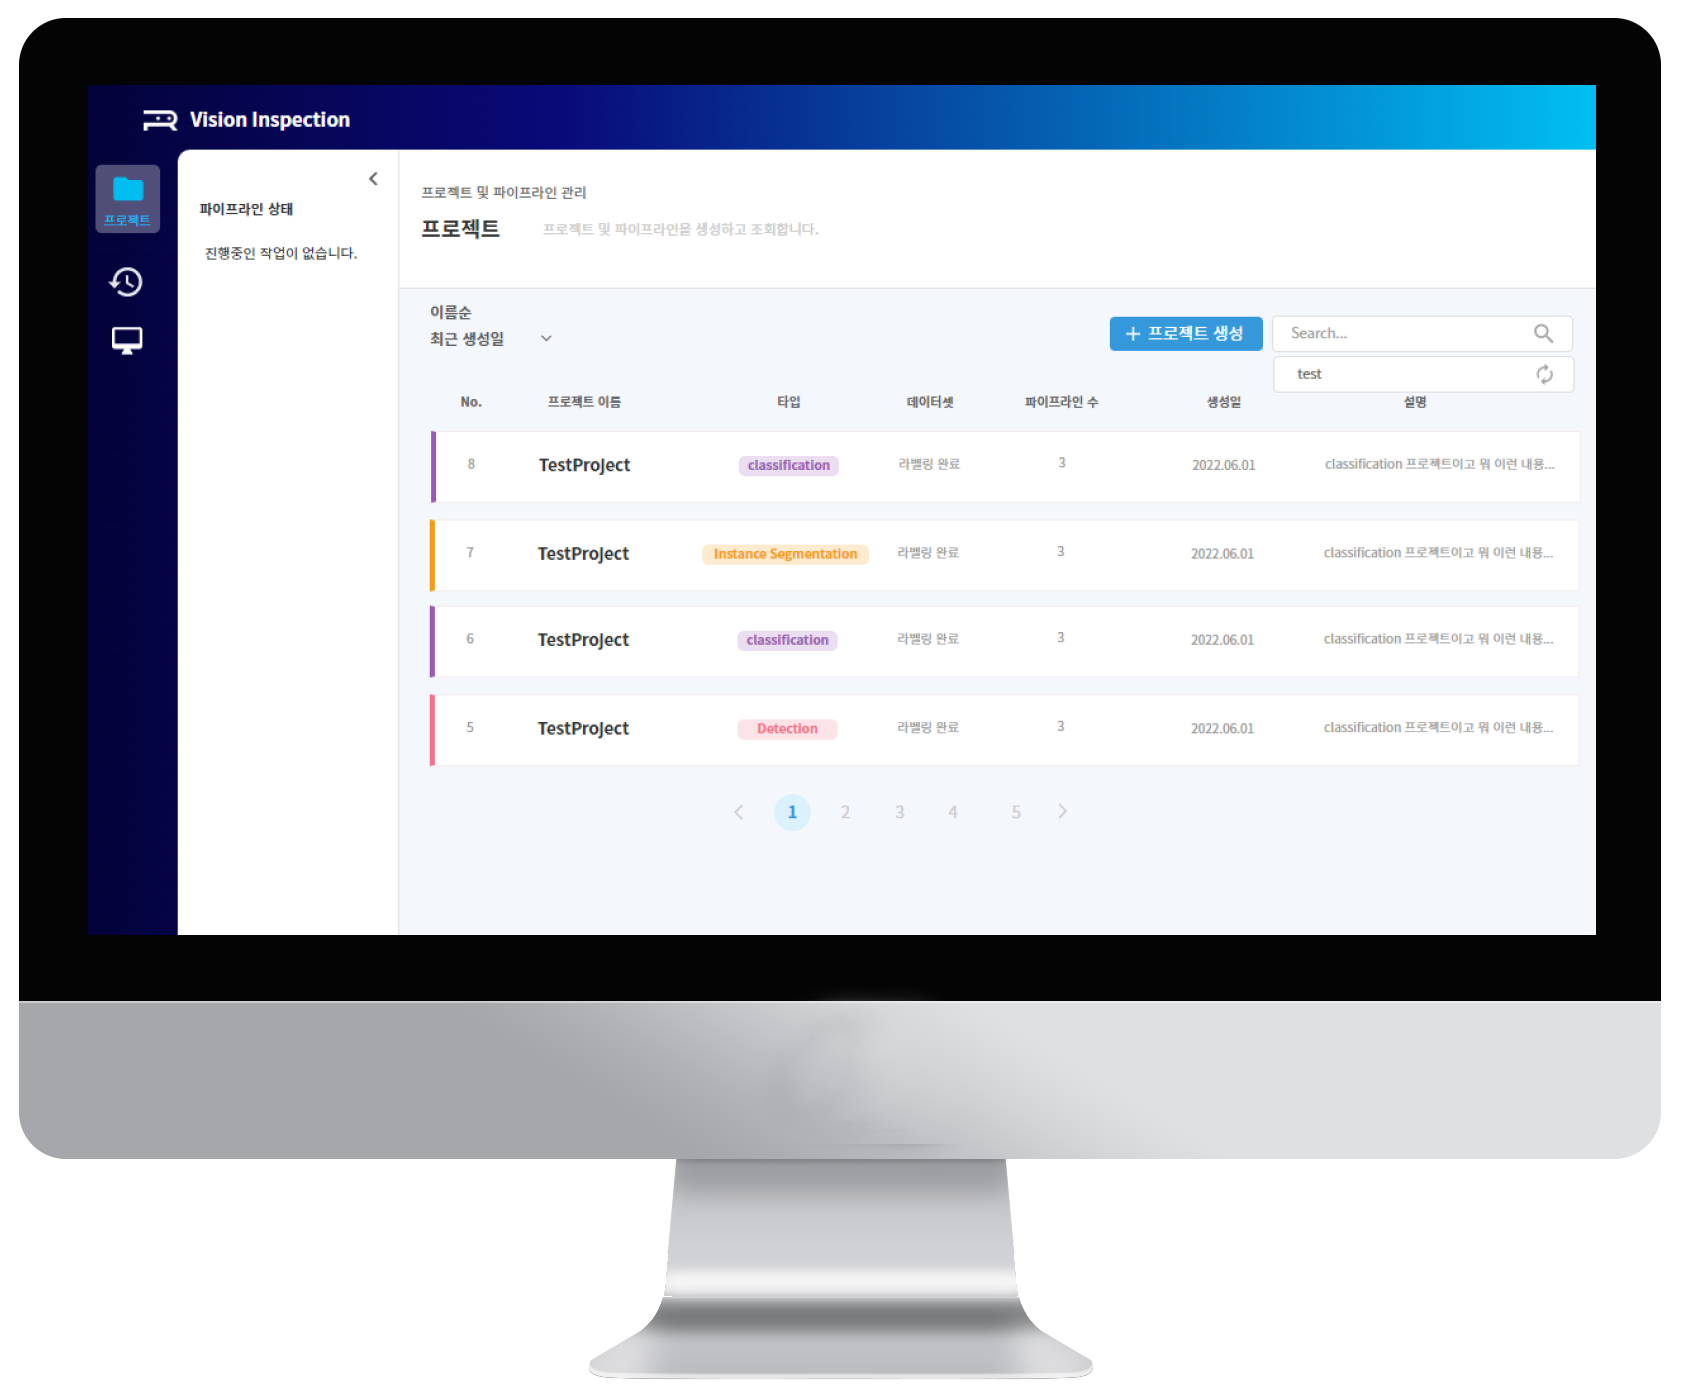 Vision Inspection
프로젝트
파이프라인 상태
진행중인 작업이 없습니다.
프로젝트 및 파이프라인 관리
프로젝트 프로젝트 및 파이프라인을 생성하고 조회합니다.
이름순
최근 생성일
+ 프로젝트 생성
Search...
test
No. 프로젝트 이름 타입 데이터셋 파이프라인 수 생성일 설명
8 TestProject classification 라벨링 완료 3 2022.06.01 classification 프로젝트이고 뭐 이런 내용...
7 TestProject Instance Segmentation 라벨링 완료 3 2022.06.01 classification 프로젝트이고 뭐 이런 내용...
6 TestProject classification 라벨링 완료 3 2022.06.01 classification 프로젝트이고 뭐 이런 내용...
5 TestProject Detection 라벨링 완료 3 2022.06.01 classification 프로젝트이고 뭐 이런 내용...
1 2 3 4 5